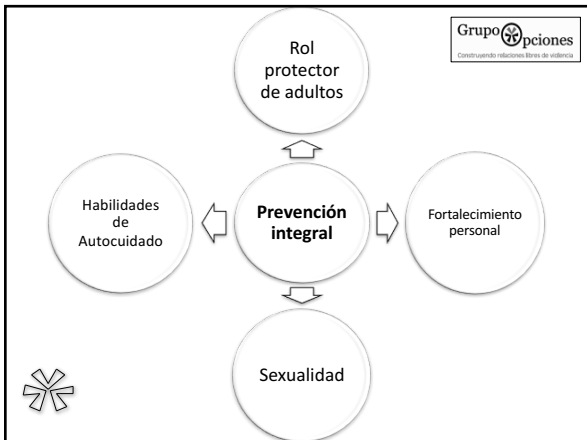 Grupo Opciones
Construyendo relaciones libres de violencia
Rol
protector
de adultos
Habilidades
de
Autocuidado
Prevención
integral
Fortalecimiento
personal
Sexualidad